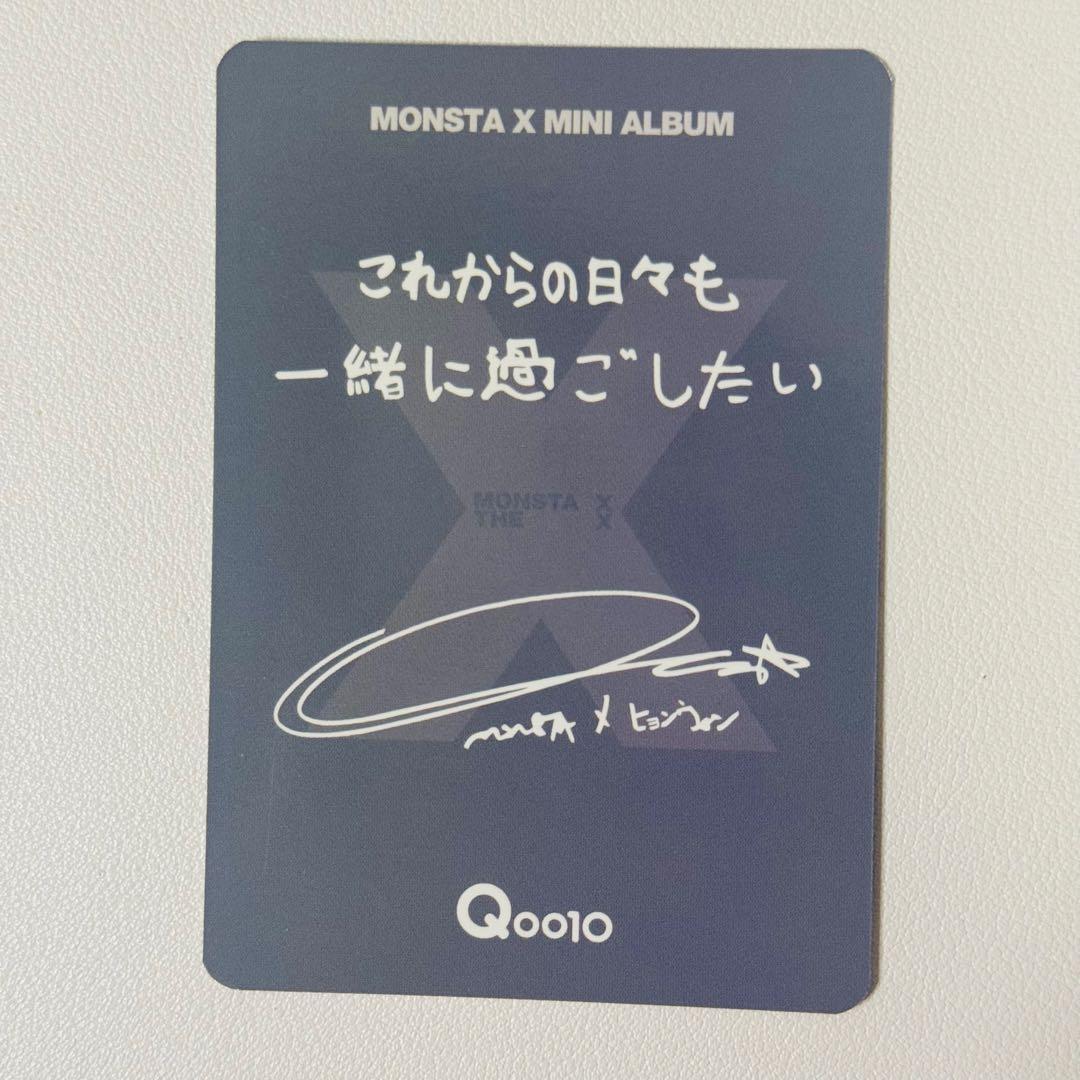 MONSTA X MINI ALBUM
これからの日々も
一緒に過ごしたい
MONSTA X
THE X
MONSTA X ヒョンウォン
Qoo10